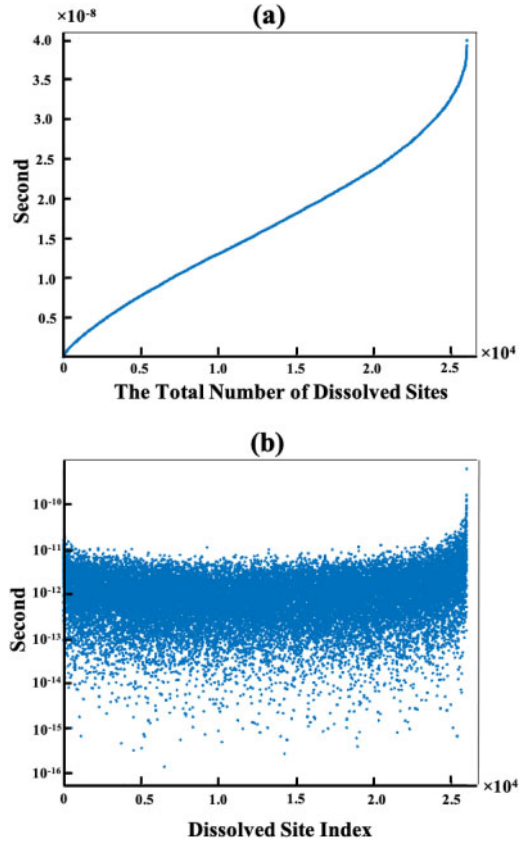 (a)
×10⁻⁸
4.0
3.5
3.0
2.5
2.0
1.5
1.0
0.5
Second
0 0.5 1.0 1.5 2.0 2.5
×10⁴
The Total Number of Dissolved Sites
(b)
10⁻¹⁰
10⁻¹¹
10⁻¹²
10⁻¹³
10⁻¹⁴
10⁻¹⁵
10⁻¹⁶
Second
0 0.5 1.0 1.5 2.0 2.5
×10⁴
Dissolved Site Index